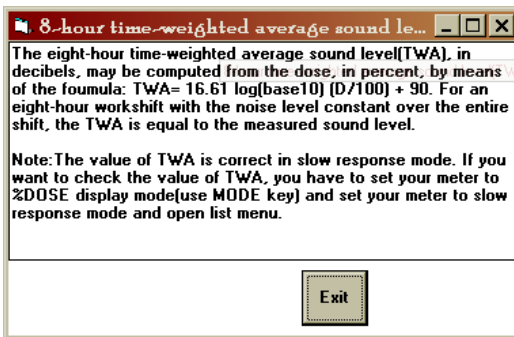 8-hour time-weighted average sound le...
The eight-hour time-weighted average sound level(TWA), in
decibels, may be computed from the dose, in percent, by means
of the foumula: TWA= 16.61 log(base10) (D/100) + 90. For an
eight-hour workshift with the noise level constant over the entire
shift, the TWA is equal to the measured sound level.
Note:The value of TWA is correct in slow response mode. If you
want to check the value of TWA, you have to set your meter to
%DOSE display mode(use MODE key) and set your meter to slow
response mode and open list menu.
Exit